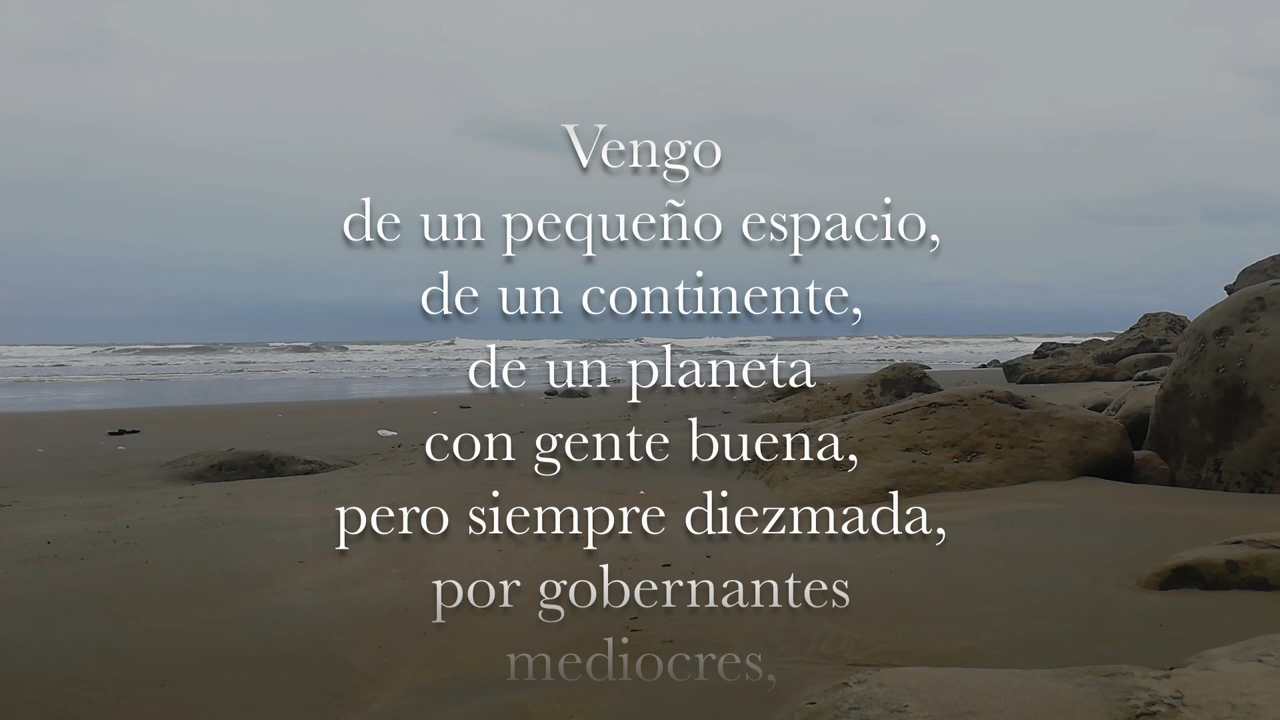 Vengo
de un pequeño espacio,
de un continente,
de un planeta
con gente buena,
pero siempre diezmada,
por gobernantes
mediocres,